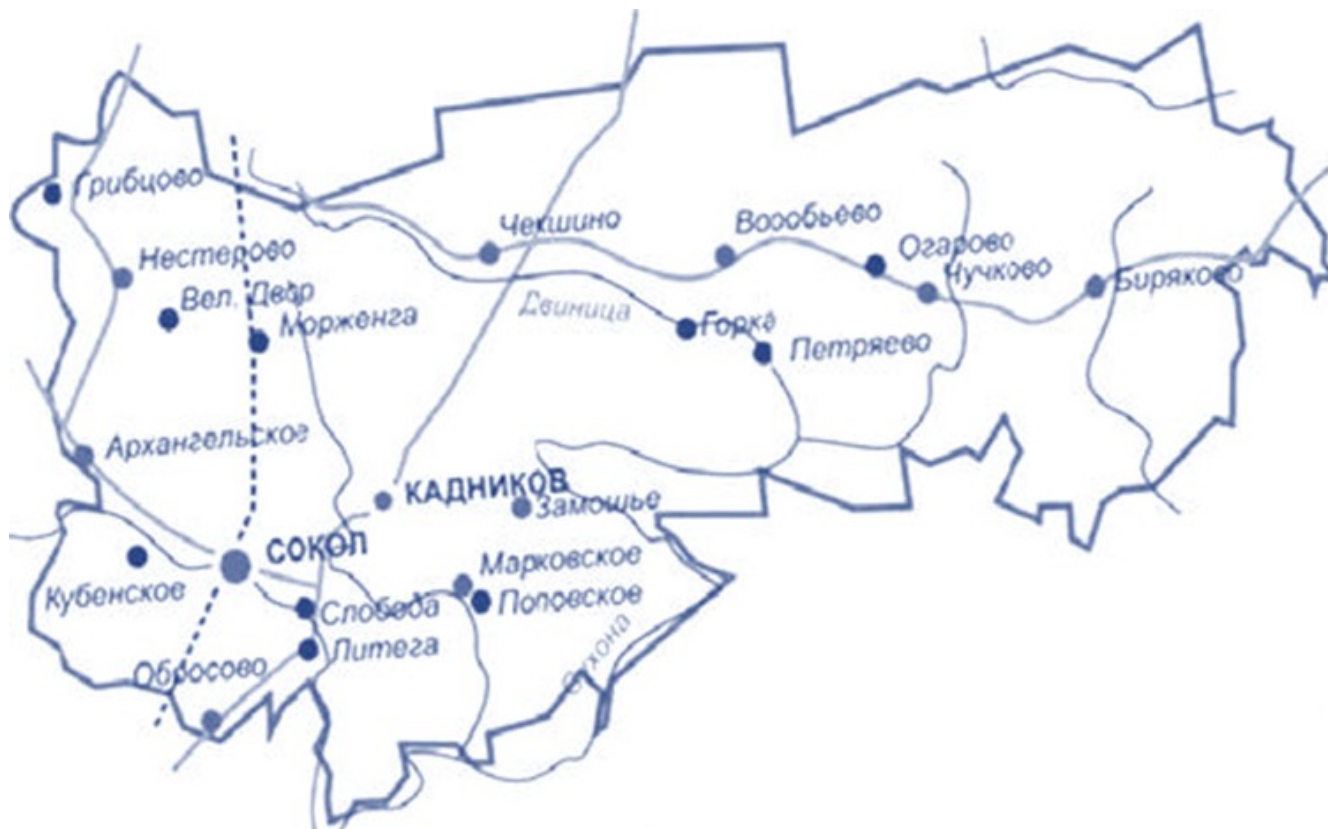 Грибцово
Чекшино
Воробьево
Огарово
Нестерово
Чучково
Биряково
Вел. Двор
Двиница
Морженга
Горка
Петряево
Архангельское
КАДНИКОВ
Замошье
СОКОЛ
Марковское
Кубенское
Поповское
Слобода
Литега
Сухона
Обросово